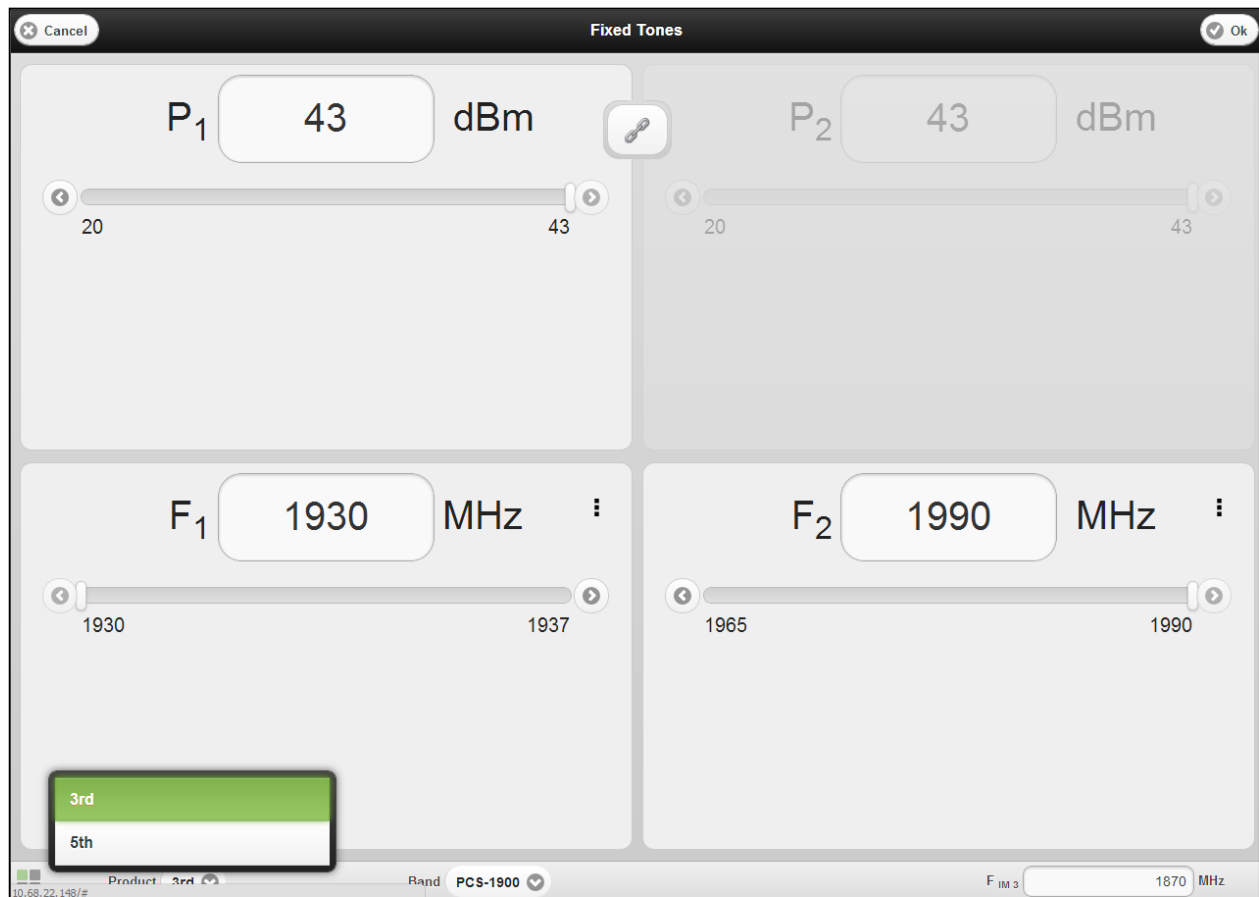 Cancel Fixed Tones Ok
P1 43 dBm P2 43 dBm
20 43 20 43
F1 1930 MHz F2 1990 MHz
1930 1937 1965 1990
3rd
5th
Product 3rd Band PCS-1900 F IM 3 1870 MHz
10.68.22.148/#